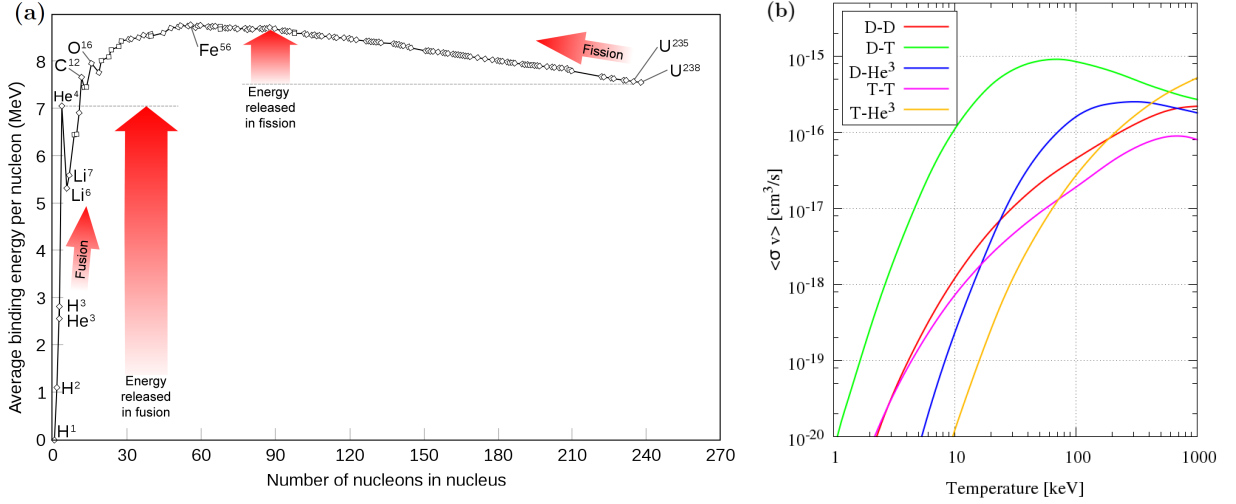 (a)
Average binding energy per nucleon (MeV)
9
8
7
6
5
4
3
2
1
0
O¹⁶
C¹²
He⁴
Li⁷
Li⁶
Fusion
H³
He³
H²
H¹
Fe⁵⁶
Energy
released
in fission
Fission
U²³⁵
U²³⁸
Energy
released
in fusion
0 30 60 90 120 150 180 210 240 270
Number of nucleons in nucleus
(b)
<σ v> [cm³/s]
D-D
D-T
D-He³
T-T
T-He³
10⁻¹⁵
10⁻¹⁶
10⁻¹⁷
10⁻¹⁸
10⁻¹⁹
10⁻²⁰
1 10 100 1000
Temperature [keV]